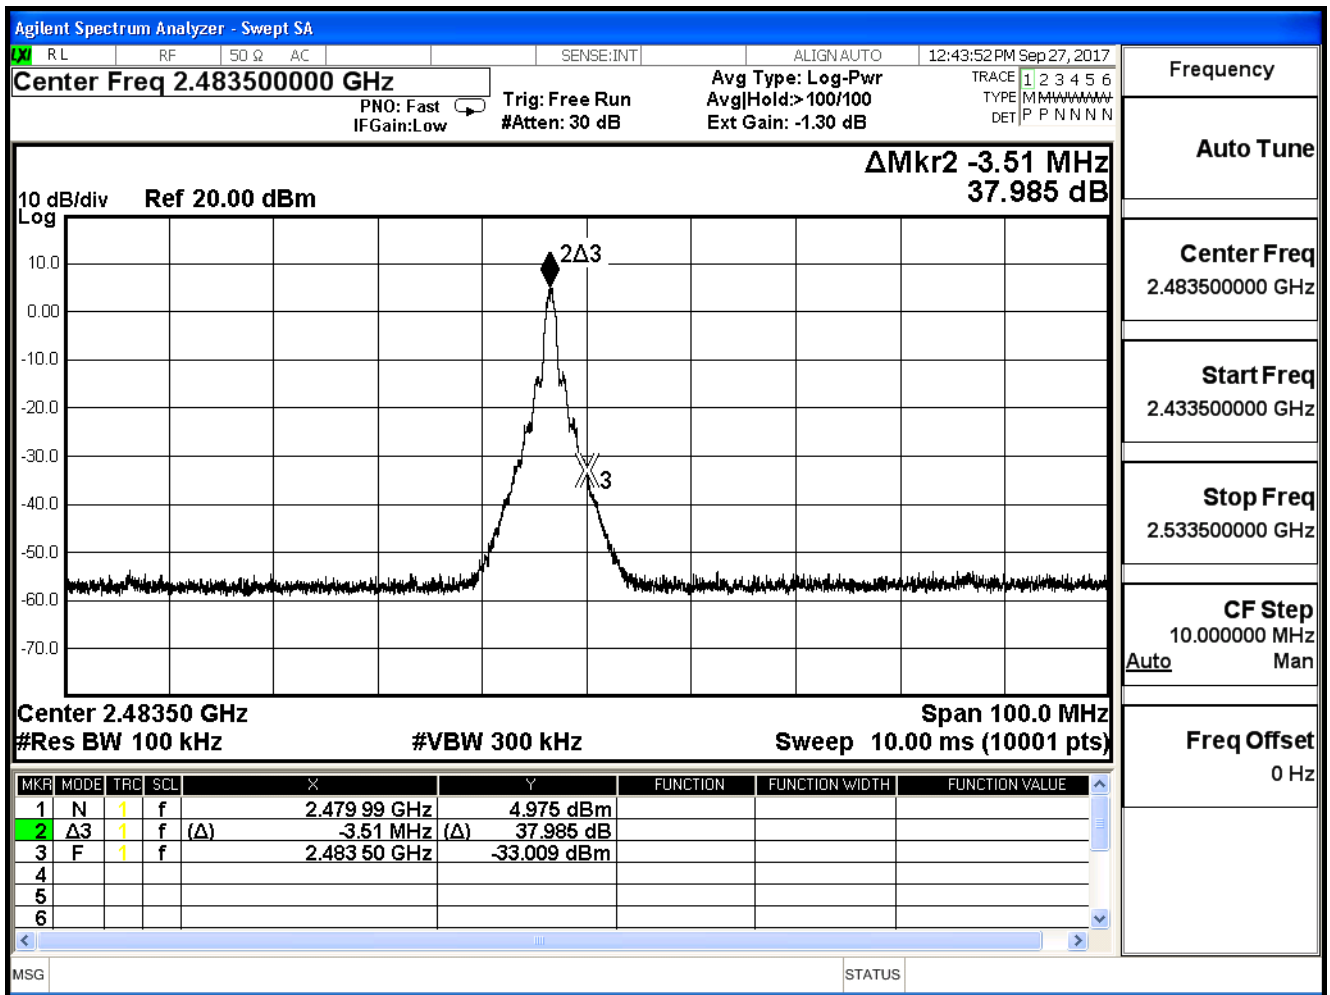 Agilent Spectrum Analyzer - Swept SA
LXI RL RF 50 Ω AC SENSE:INT ALIGN AUTO 12:43:52 PM Sep 27, 2017
Center Freq 2.483500000 GHz
PNO: Fast
IFGain:Low
Trig: Free Run
#Atten: 30 dB
Avg Type: Log-Pwr
Avg|Hold:> 100/100
Ext Gain: -1.30 dB
TRACE 1 2 3 4 5 6
TYPE M M W W W W
DET P P N N N N
ΔMkr2 -3.51 MHz
37.985 dB
10 dB/div Ref 20.00 dBm
Log
10.0
0.00
-10.0
-20.0
-30.0
-40.0
-50.0
-60.0
-70.0
2Δ3
3
Center 2.48350 GHz Span 100.0 MHz
#Res BW 100 kHz #VBW 300 kHz Sweep 10.00 ms (10001 pts)
MKR MODE TRC SCL X Y FUNCTION FUNCTION WIDTH FUNCTION VALUE
1 N 1 f 2.479 99 GHz 4.975 dBm
2 Δ3 1 f (Δ) -3.51 MHz (Δ) 37.985 dB
3 F 1 f 2.483 50 GHz -33.009 dBm
4
5
6
MSG STATUS
Frequency
Auto Tune
Center Freq
2.483500000 GHz
Start Freq
2.433500000 GHz
Stop Freq
2.533500000 GHz
CF Step
10.000000 MHz
Auto Man
Freq Offset
0 Hz